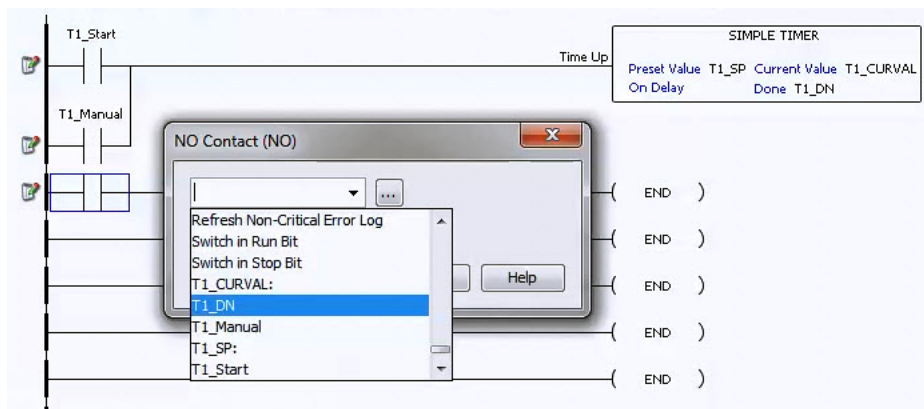 T1_Start
Time Up
SIMPLE TIMER
Preset Value T1_SP Current Value T1_CURVAL
On Delay Done T1_DN
T1_Manual
NO Contact (NO)
...
Refresh Non-Critical Error Log
Switch in Run Bit
Switch in Stop Bit
T1_CURVAL:
T1_DN
T1_Manual
T1_SP:
T1_Start
Help
END
END
END
END
END